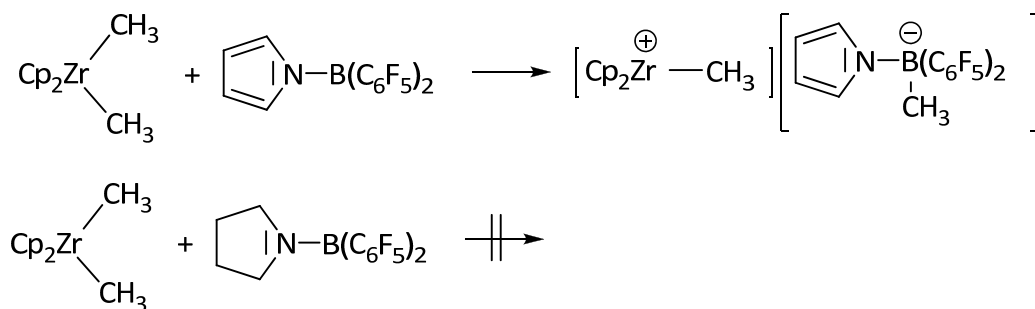 CH₃
Cp₂Zr + N–B(C₆F₅)₂ [Cp₂Zr⊕—CH₃] [N–B⊖(C₆F₅)₂]
CH₃ CH₃
CH₃
Cp₂Zr + N–B(C₆F₅)₂
CH₃